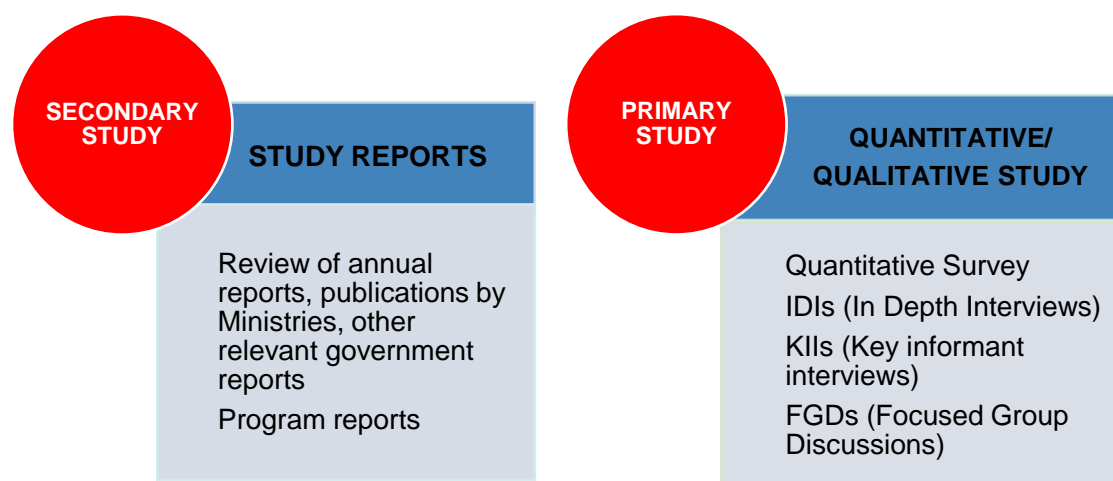 SECONDARY
STUDY
STUDY REPORTS
Review of annual
reports, publications by
Ministries, other
relevant government
reports
Program reports
PRIMARY
STUDY
QUANTITATIVE/
QUALITATIVE STUDY
Quantitative Survey
IDIs (In Depth Interviews)
KIIs (Key informant
interviews)
FGDs (Focused Group
Discussions)